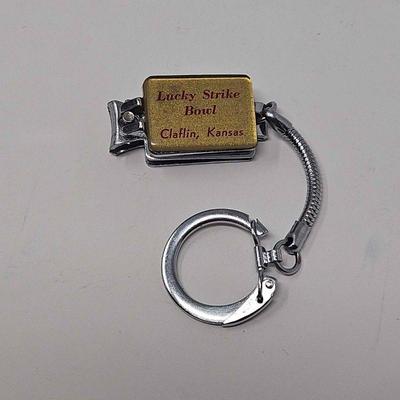 Lucky Strike
Bowl
Claflin, Kansas